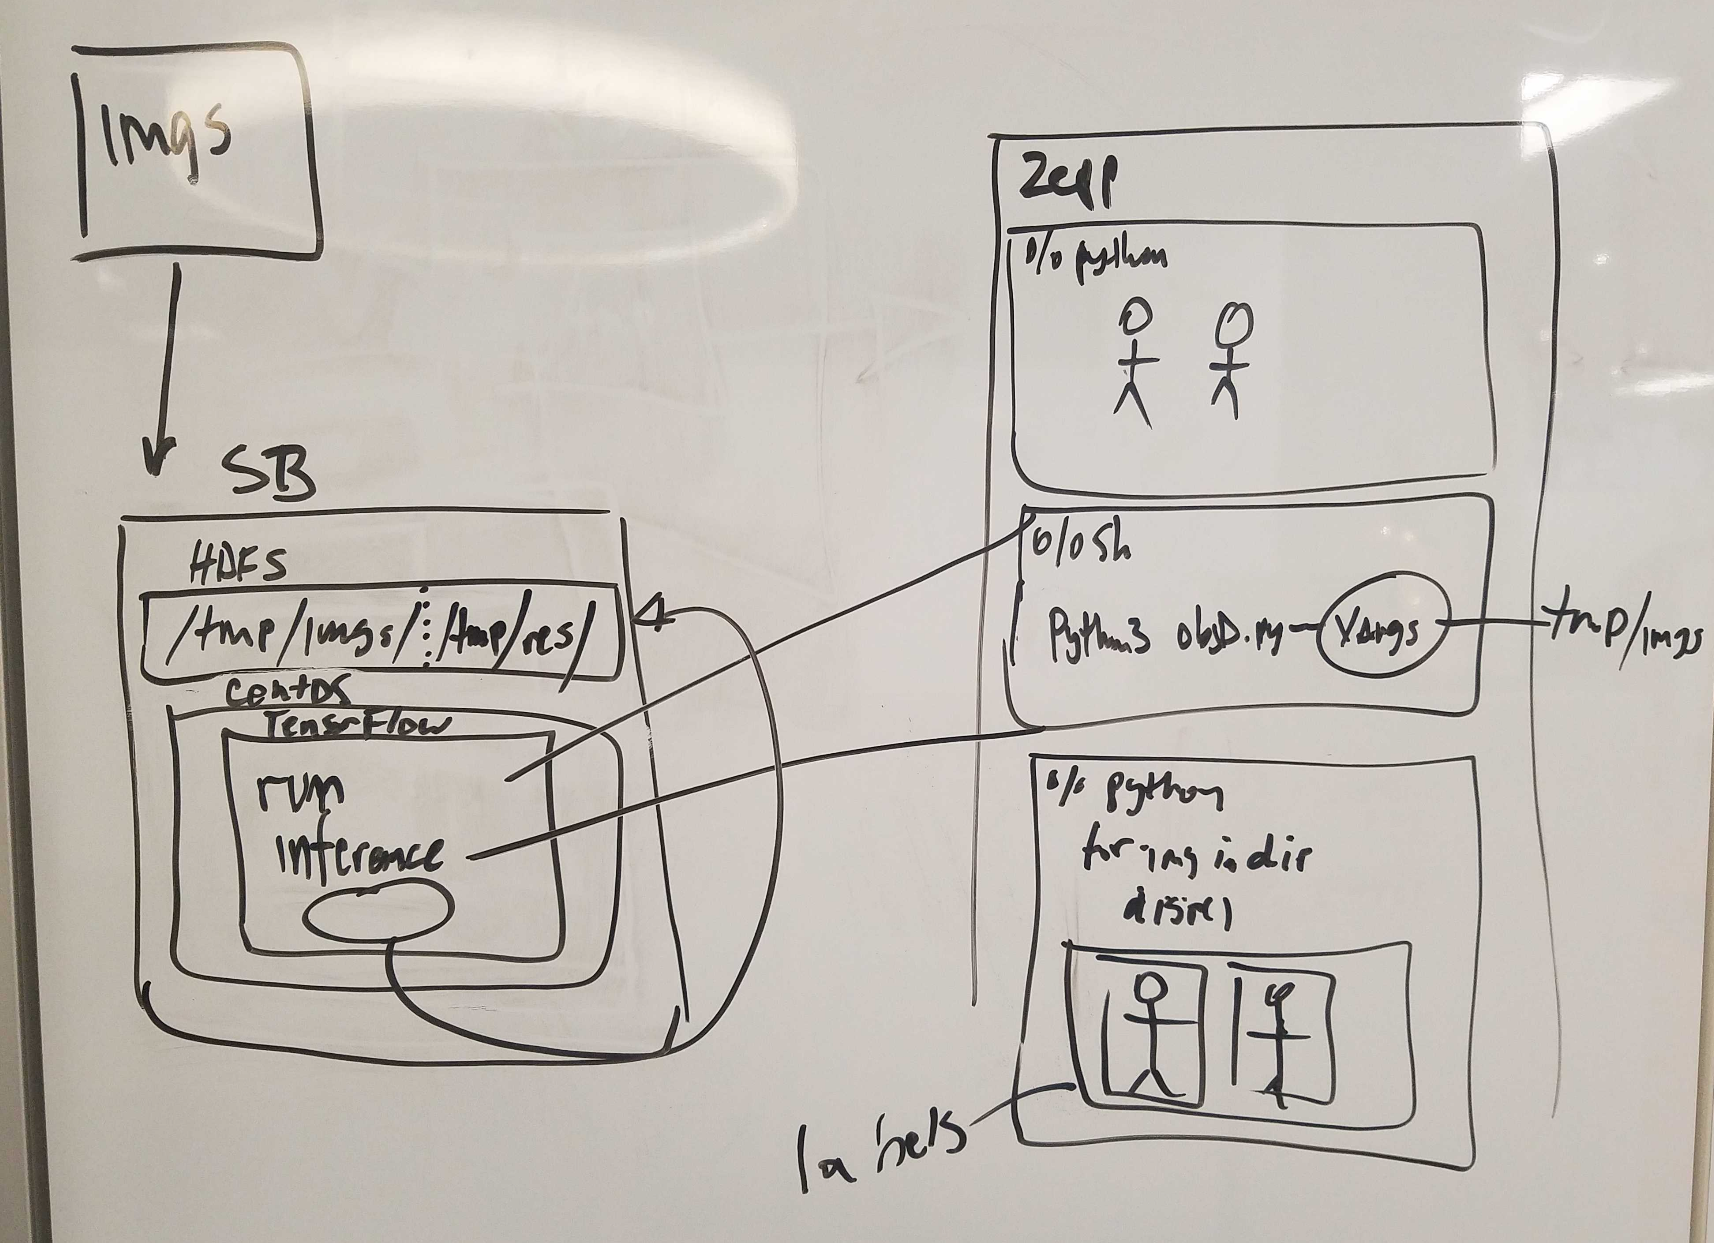 imgs
SB
HDFS
/tmp/imgs/ /tmp/res/
CentOS
TensorFlow
run
inference
Zepp
% python
% sh
Python3 objD.py - Xargs
tmp/imgs
% python
for img in dir
labels